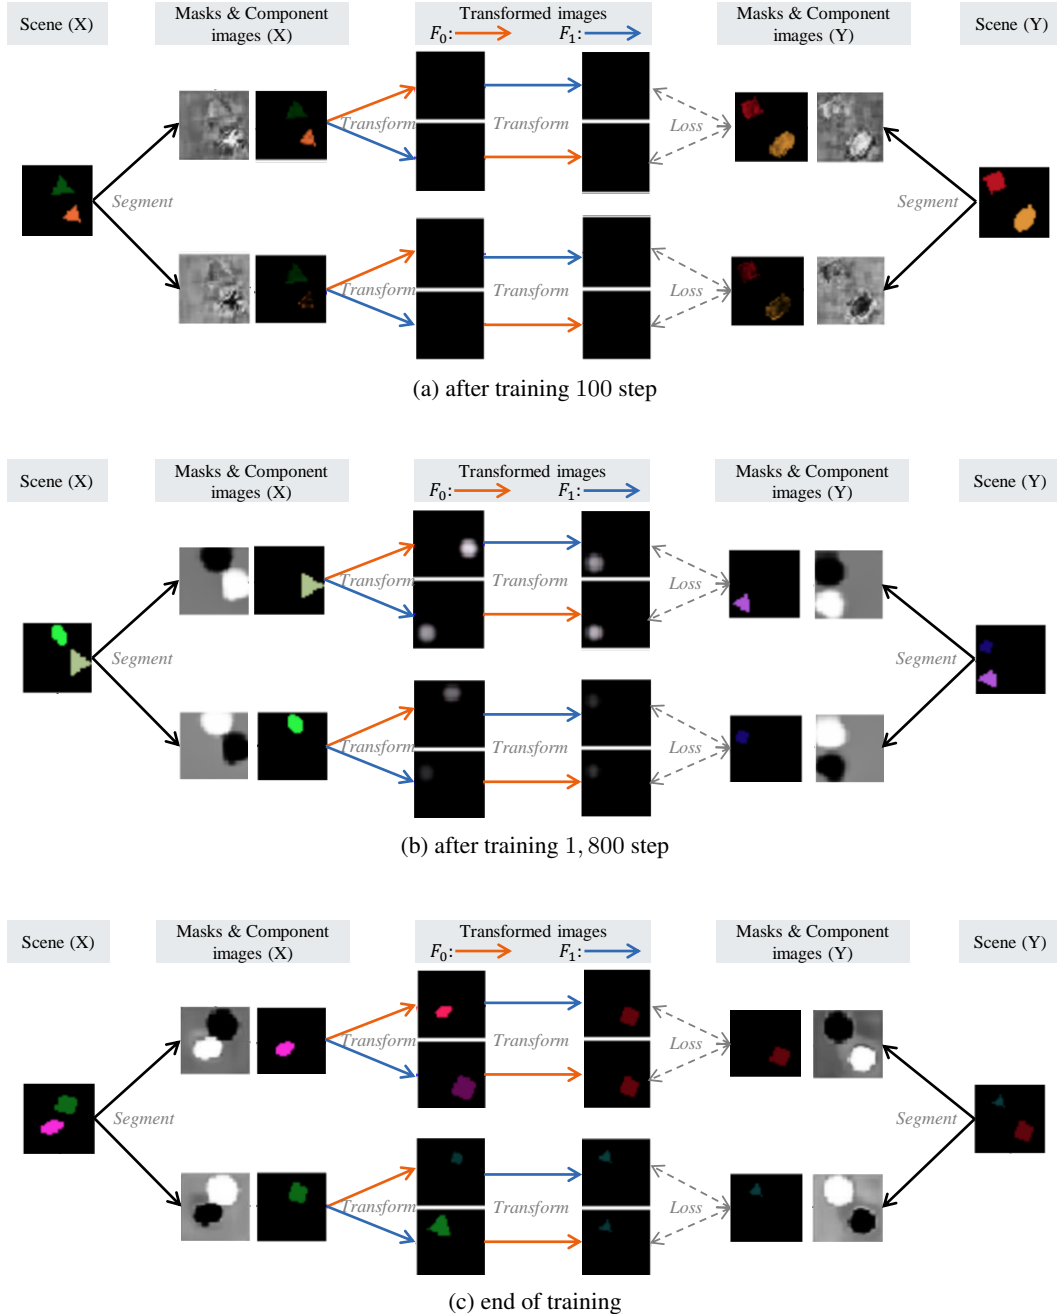 Scene (X)
Masks & Component
images (X)
Transformed images
F₀:
F₁:
Masks & Component
images (Y)
Scene (Y)
Segment
Transform
Transform
Loss
Segment
Transform
Transform
Loss
(a) after training 100 step
Scene (X)
Masks & Component
images (X)
Transformed images
F₀:
F₁:
Masks & Component
images (Y)
Scene (Y)
Segment
Transform
Transform
Loss
Segment
Transform
Transform
Loss
(b) after training 1, 800 step
Scene (X)
Masks & Component
images (X)
Transformed images
F₀:
F₁:
Masks & Component
images (Y)
Scene (Y)
Segment
Transform
Transform
Loss
Segment
Transform
Transform
Loss
(c) end of training